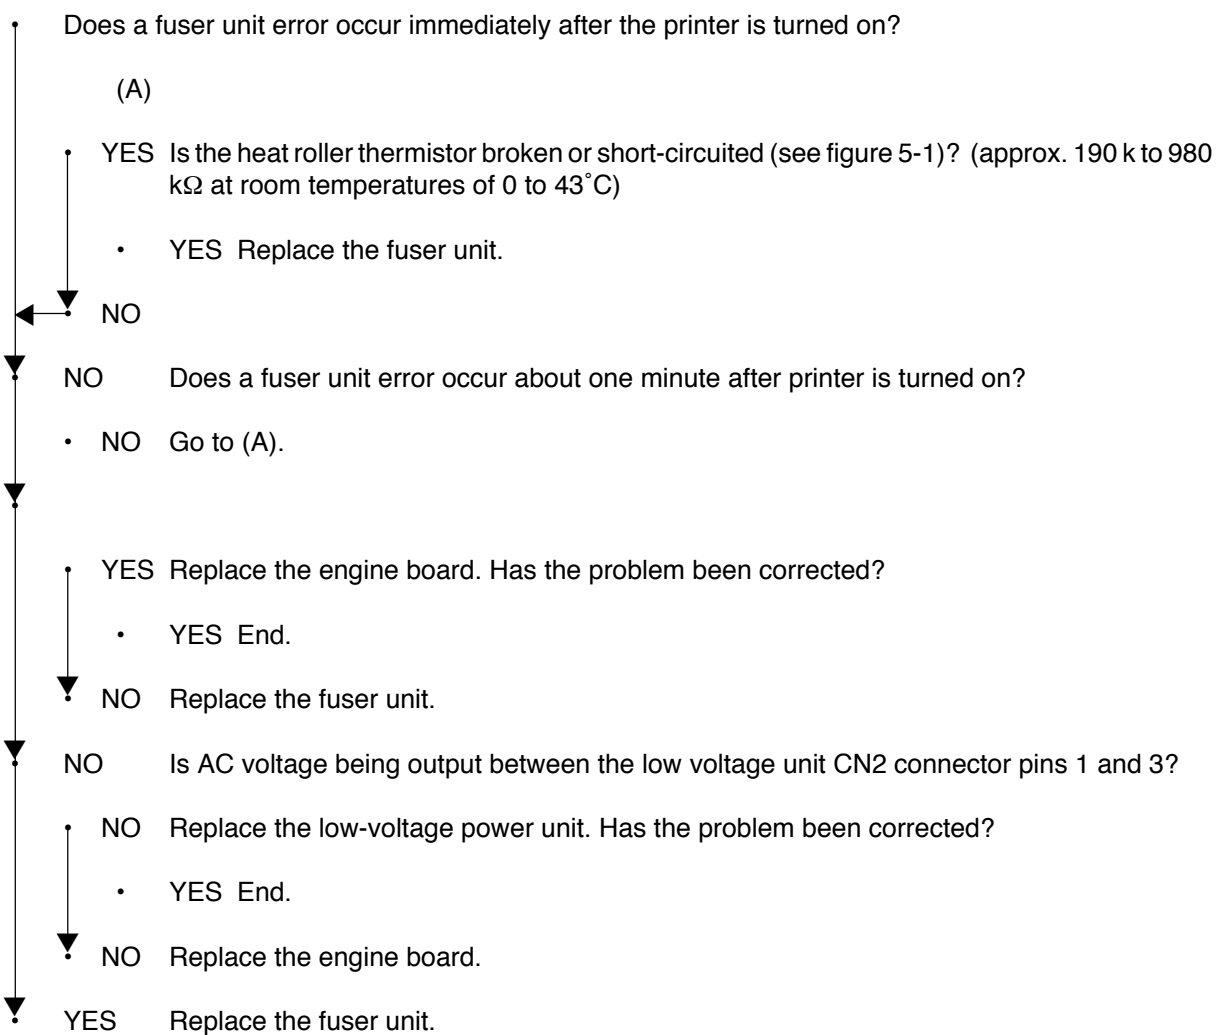 Does a fuser unit error occur immediately after the printer is turned on?
(A)
• YES Is the heat roller thermistor broken or short-circuited (see figure 5-1)? (approx. 190 k to 980
kΩ at room temperatures of 0 to 43˚C)
• YES Replace the fuser unit.
• NO
• NO Does a fuser unit error occur about one minute after printer is turned on?
• NO Go to (A).
• YES Replace the engine board. Has the problem been corrected?
• YES End.
• NO Replace the fuser unit.
• NO Is AC voltage being output between the low voltage unit CN2 connector pins 1 and 3?
• NO Replace the low-voltage power unit. Has the problem been corrected?
• YES End.
• NO Replace the engine board.
• YES Replace the fuser unit.